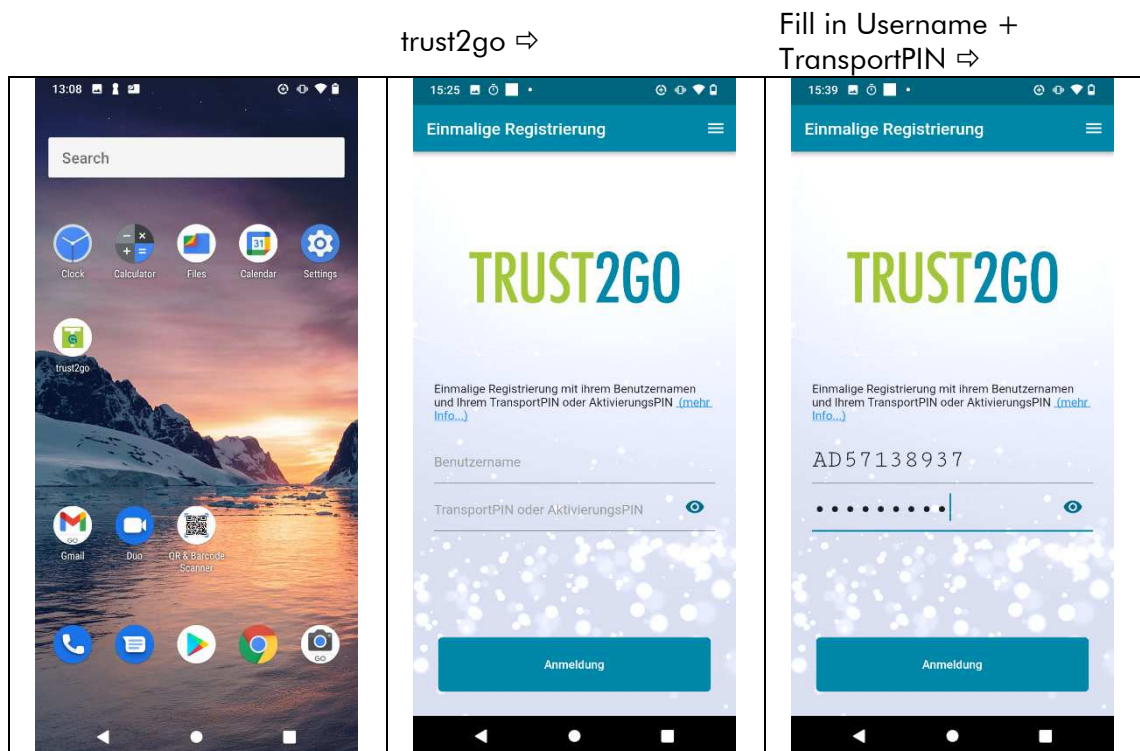 trust2go ⇨
Fill in Username +
TransportPIN ⇨
13:08
Search
31
Clock Calculator Files Calendar Settings
trust2go
GO
Gmail Duo QR & Barcode
Scanner
GO
15:25
Einmalige Registrierung
TRUST2GO
Einmalige Registrierung mit ihrem Benutzernamen
und Ihrem TransportPIN oder AktivierungsPIN (mehr
Info...)
Benutzername
TransportPIN oder AktivierungsPIN
Anmeldung
15:39
Einmalige Registrierung
TRUST2GO
Einmalige Registrierung mit ihrem Benutzernamen
und Ihrem TransportPIN oder AktivierungsPIN (mehr
Info...)
AD57138937
•••••••••
Anmeldung